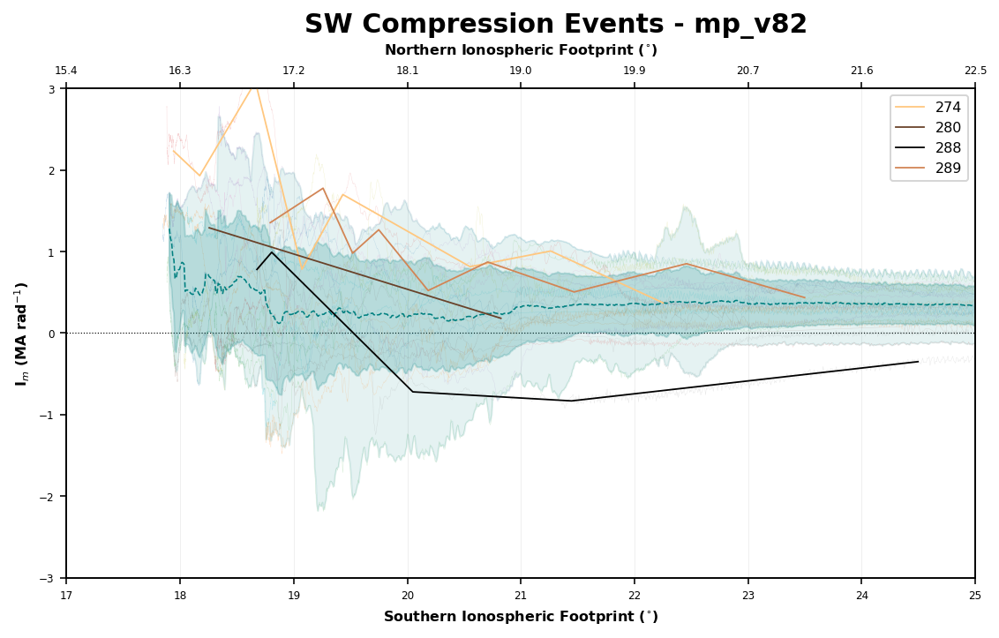 SW Compression Events - mp_v82
Northern Ionospheric Footprint (°)
15.4 16.3 17.2 18.1 19.0 19.9 20.7 21.6 22.5
274
280
288
289
3
2
1
0
−1
−2
−3
I_m (MA rad⁻¹)
17 18 19 20 21 22 23 24 25
Southern Ionospheric Footprint (°)